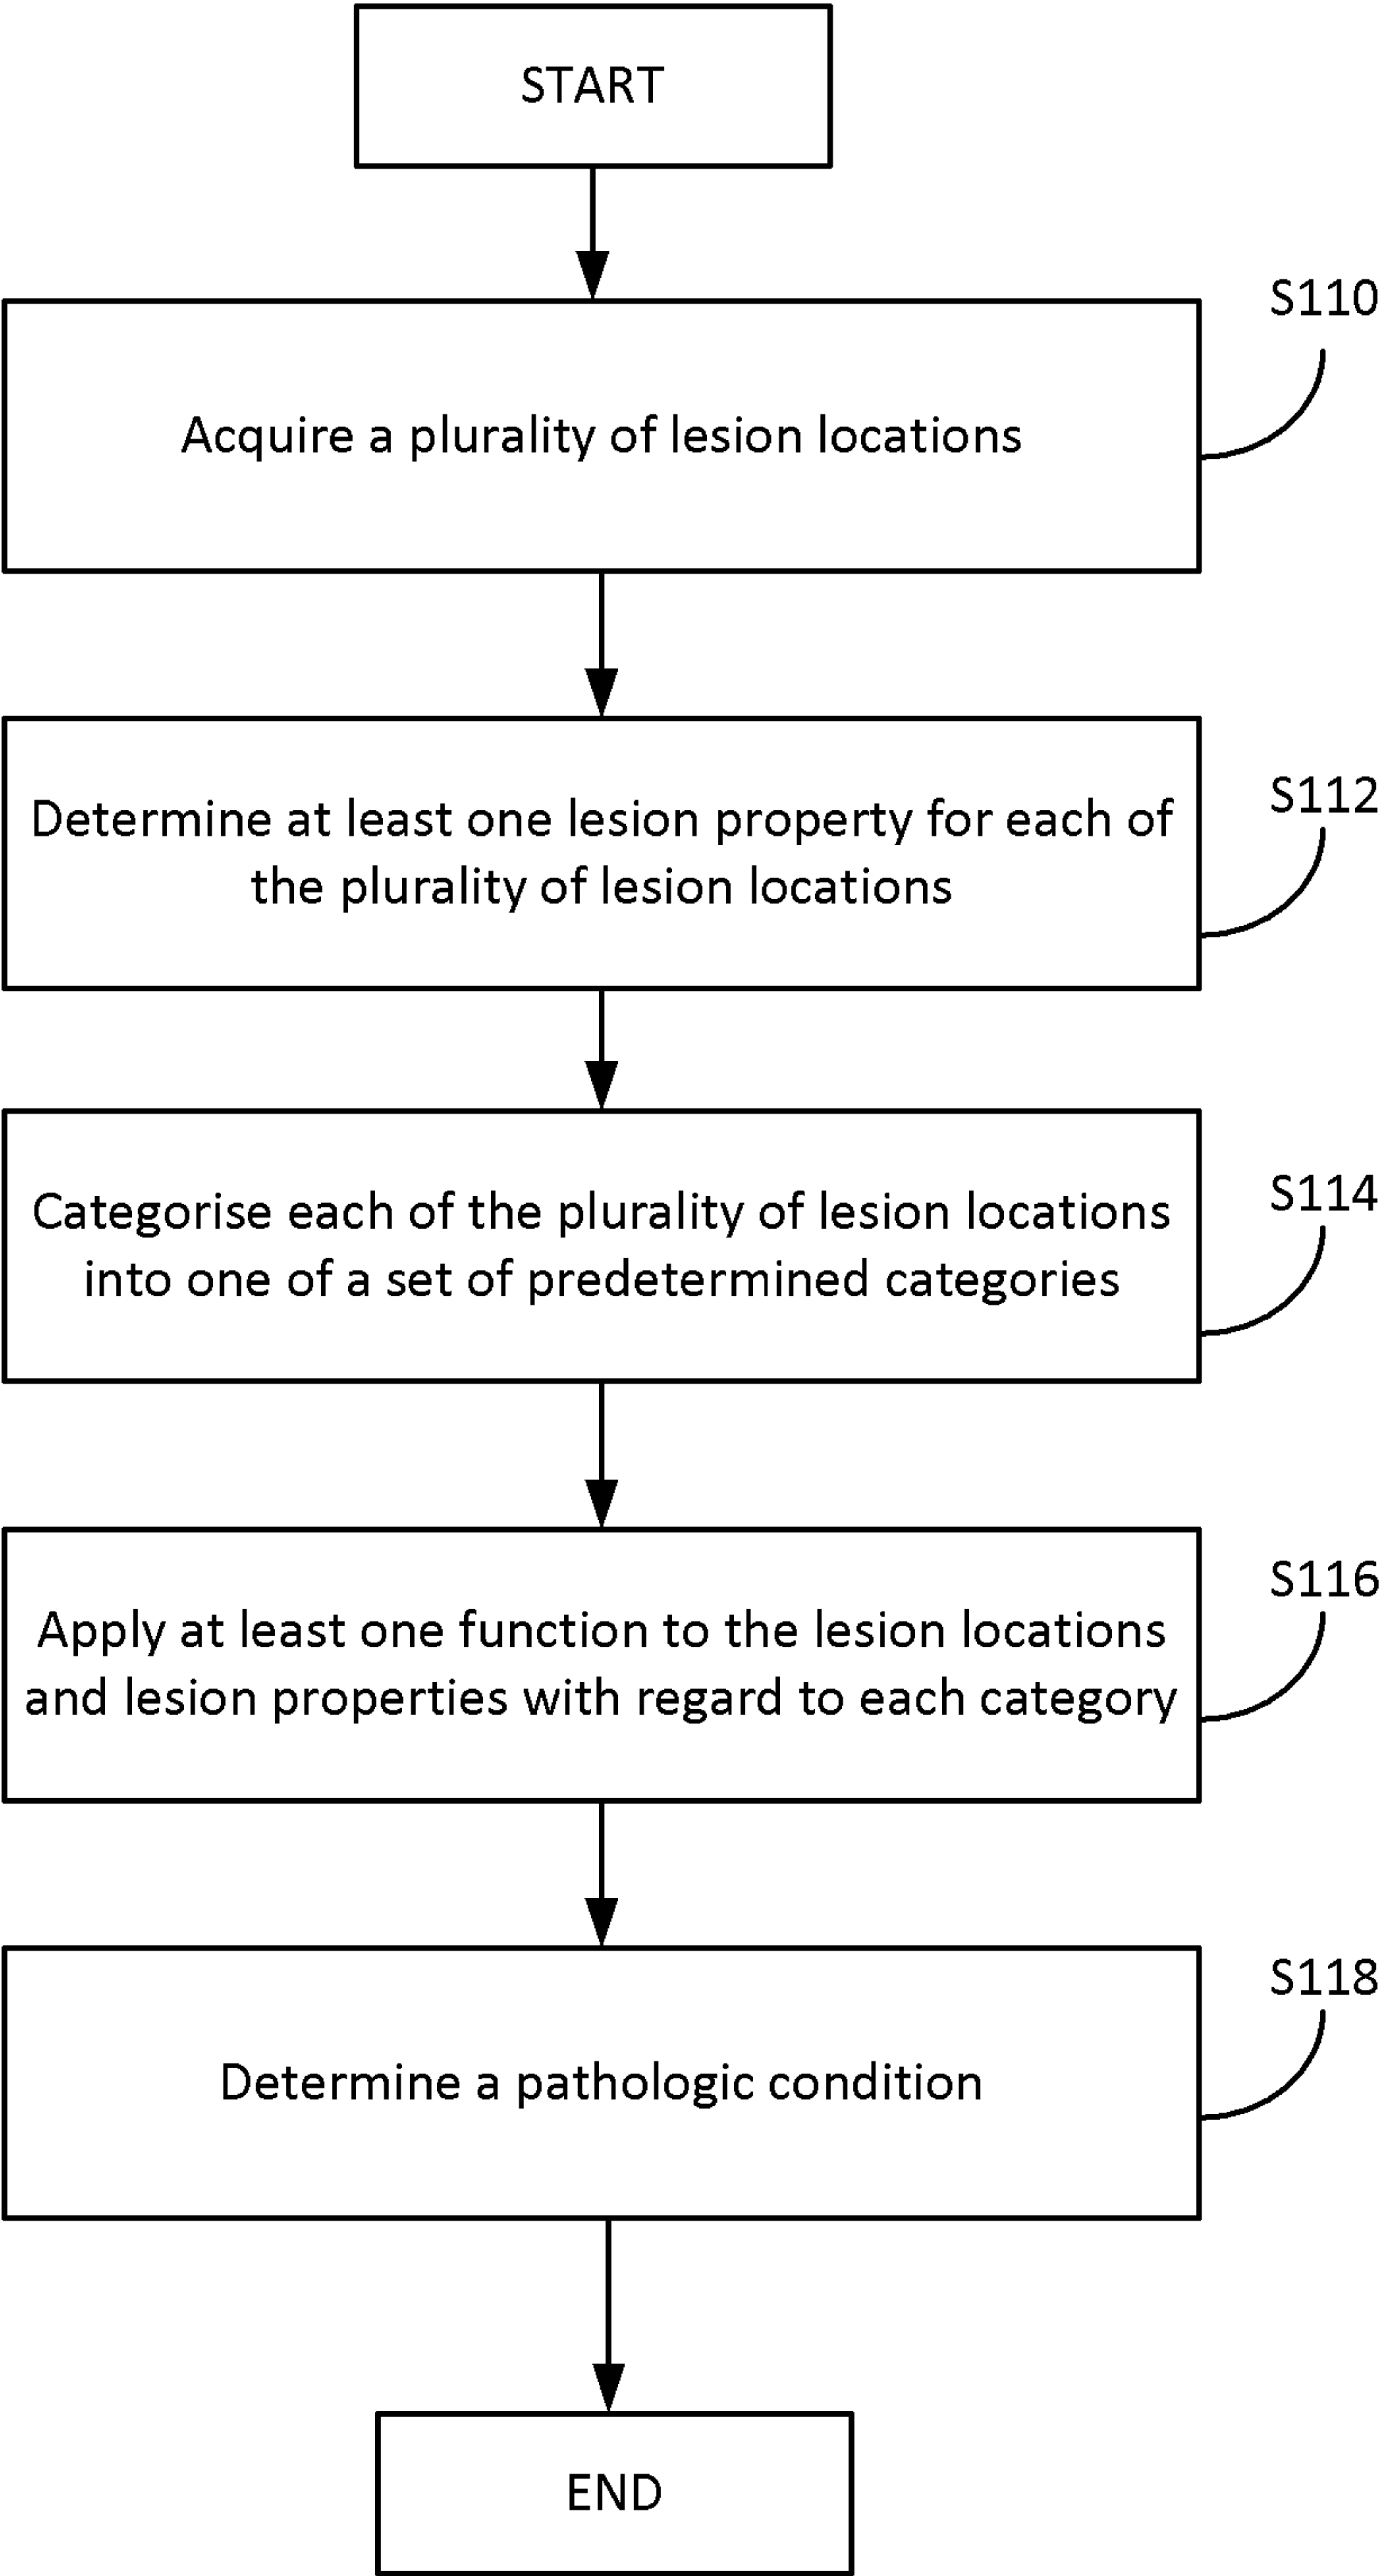 START
S110
Acquire a plurality of lesion locations
S112
Determine at least one lesion property for each of
the plurality of lesion locations
S114
Categorise each of the plurality of lesion locations
into one of a set of predetermined categories
S116
Apply at least one function to the lesion locations
and lesion properties with regard to each category
S118
Determine a pathologic condition
END